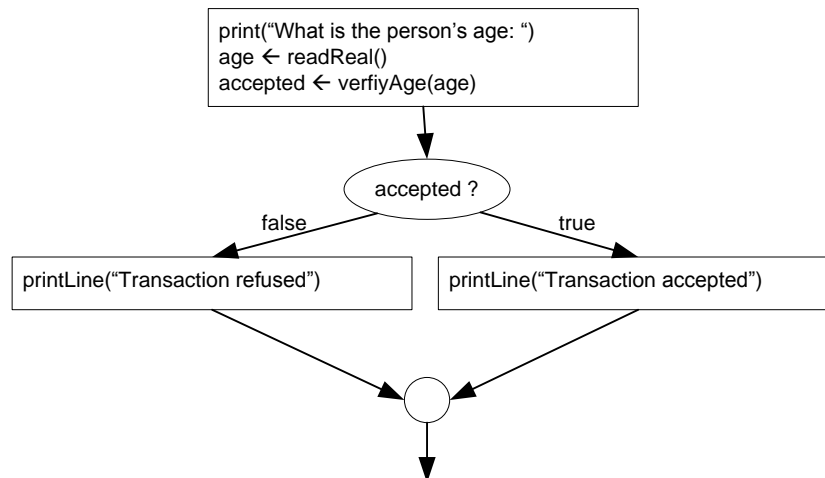 print(“What is the person’s age: “)
age ← readReal()
accepted ← verfiyAge(age)
accepted ?
false
true
printLine(“Transaction refused”)
printLine(“Transaction accepted”)